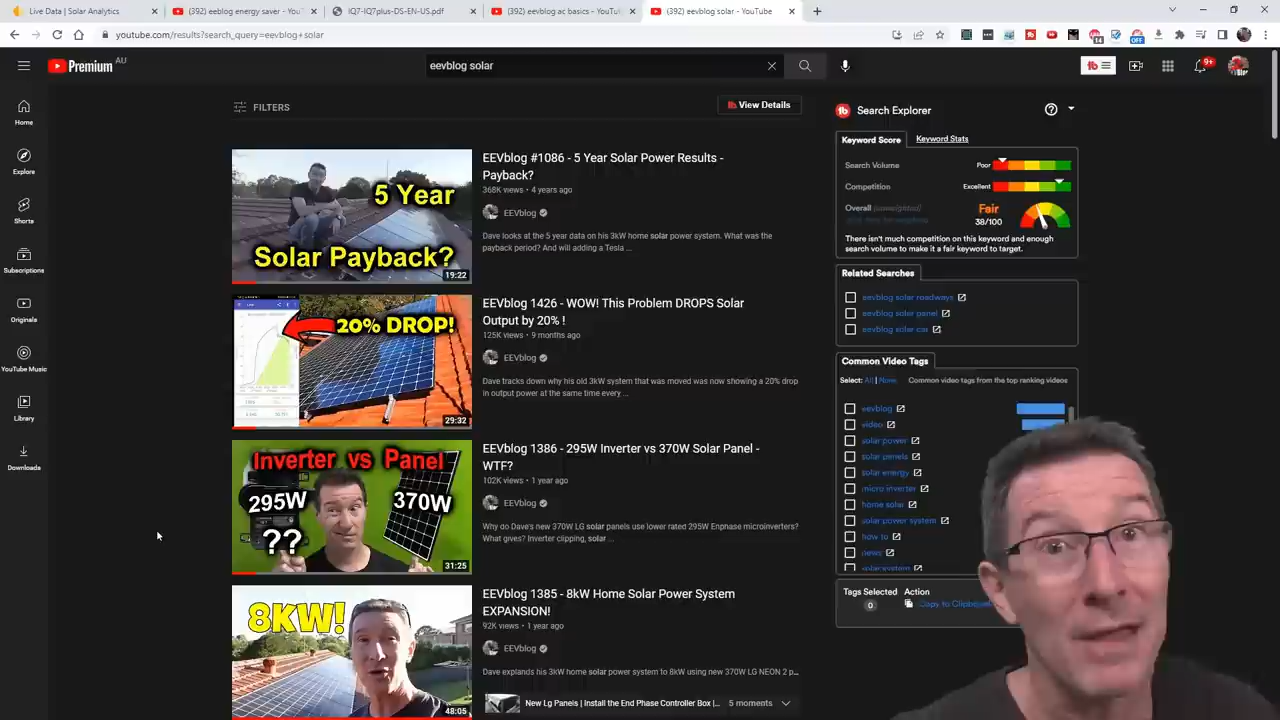 Live Data | Solar Analytics
(392) eeblog energy saver - You
IQ7-IQ7plus-DS-EN-US.pdf
(392) eevblog ac basics - YouTu
(392) eevblog solar - YouTube
youtube.com/results?search_query=eevblog+solar
14
OFF
Premium
AU
eevblog solar
9+
Home
Explore
Shorts
Subscriptions
Originals
YouTube Music
Library
Downloads
FILTERS
View Details
5 Year
Solar Payback?
19:22
EEVblog #1086 - 5 Year Solar Power Results -
Payback?
368K views • 4 years ago
EEVblog
Dave looks at the 5 year data on his 3kW home solar power system. What was the
payback period? And will adding a Tesla ...
20% DROP!
29:32
EEVblog 1426 - WOW! This Problem DROPS Solar
Output by 20% !
125K views • 9 months ago
EEVblog
Dave tracks down why his old 3kW system that was moved was now showing a 20% drop
in output power at the same time every ...
Inverter vs Panel
295W
370W
??
31:25
EEVblog 1386 - 295W Inverter vs 370W Solar Panel -
WTF?
102K views • 1 year ago
EEVblog
Why do Dave's new 370W LG solar panels use lower rated 295W Enphase microinverters?
What gives? Inverter clipping, solar ...
8KW!
48:05
EEVblog 1385 - 8kW Home Solar Power System
EXPANSION!
92K views • 1 year ago
EEVblog
Dave expands his 3kW home solar power system to 8kW using new 370W LG NEON 2 p...
New Lg Panels | Install the End Phase Controller Box |...
5 moments
Search Explorer
Keyword Score
Keyword Stats
Search Volume
Poor
Competition
Excellent
Overall
Fair
38/100
There isn't much competition on this keyword and enough
search volume to make it a fair keyword to target.
Related Searches
eevblog solar roadways
eevblog solar panel
eevblog solar car
Common Video Tags
Select: All | None
Common video tags from the top ranking videos
eevblog
video
solar power
solar panels
solar energy
micro inverter
home solar
solar power system
how to
news
solar system
Tags Selected
0
Action
Copy to Clipboard